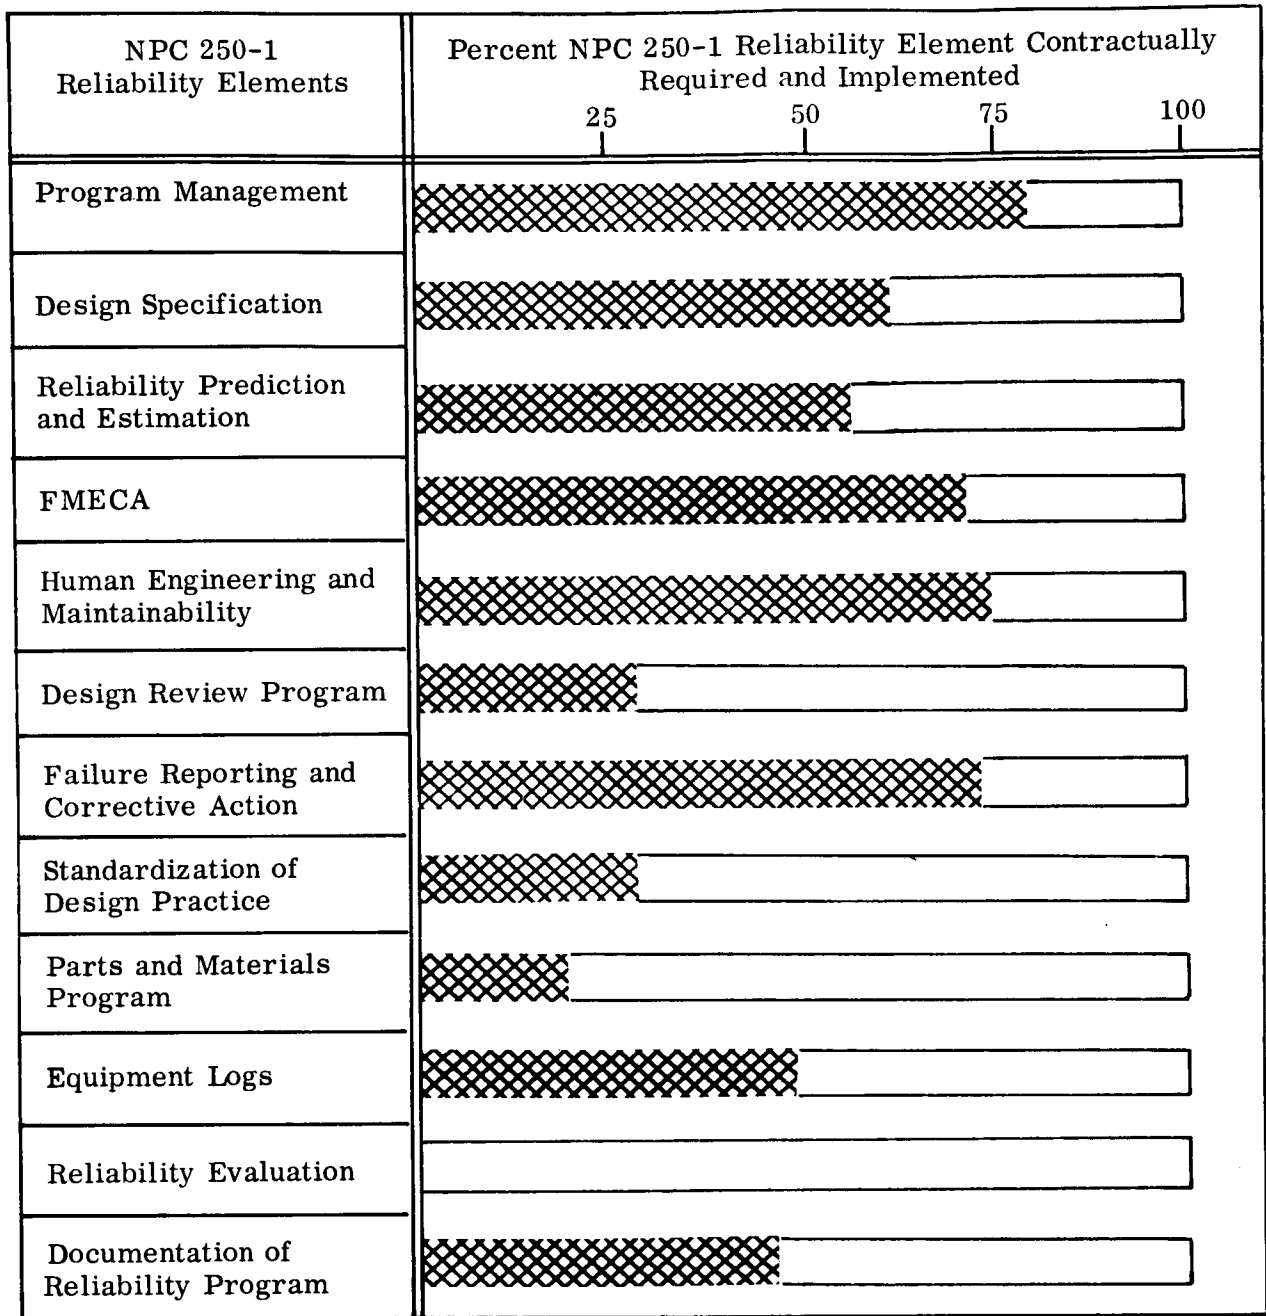 NPC 250-1
Reliability Elements
Percent NPC 250-1 Reliability Element Contractually
Required and Implemented
25 50 75 100
Program Management
Design Specification
Reliability Prediction
and Estimation
FMECA
Human Engineering and
Maintainability
Design Review Program
Failure Reporting and
Corrective Action
Standardization of
Design Practice
Parts and Materials
Program
Equipment Logs
Reliability Evaluation
Documentation of
Reliability Program